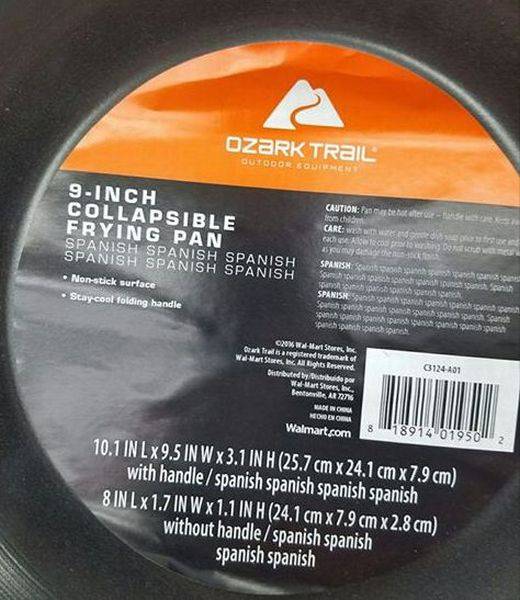 OZARK TRAIL®
OUTDOOR EQUIPMENT
9-INCH
COLLAPSIBLE
FRYING PAN
SPANISH SPANISH SPANISH
SPANISH SPANISH SPANISH
• Non-stick surface
• Stay-cool folding handle
CAUTION: Pan may be hot after use – handle with care. Keep
from children.
CARE: wash with water and gentle dish soap prior to first use and
each use. Allow to cool prior to washing. Do not scrub with metal
as you may damage the non-stick finish.
SPANISH: Spanish spanish spanish spanish spanish spanish
Spanish spanish spanish spanish spanish spanish spanish
Spanish spanish spanish spanish spanish spanish.
SPANISH: Spanish spanish spanish spanish spanish spanish
spanish spanish spanish spanish spanish spanish. Spanish
spanish spanish spanish spanish spanish spanish spanish
spanish spanish spanish.
©2016 Wal-Mart Stores, Inc.
Ozark Trail is a registered trademark of
Wal-Mart Stores, Inc. All Rights Reserved.
Distributed by/Distribuido por
Wal-Mart Stores, Inc.,
Bentonville, AR 72716
MADE IN CHINA
HECHO EN CHINA
Walmart.com
C3124-A01
8 18914 01950 2
10.1 IN L x 9.5 IN W x 3.1 IN H (25.7 cm x 24.1 cm x 7.9 cm)
with handle / spanish spanish spanish spanish
8 IN L x 1.7 IN W x 1.1 IN H (24.1 cm x 7.9 cm x 2.8 cm)
without handle / spanish spanish
spanish spanish